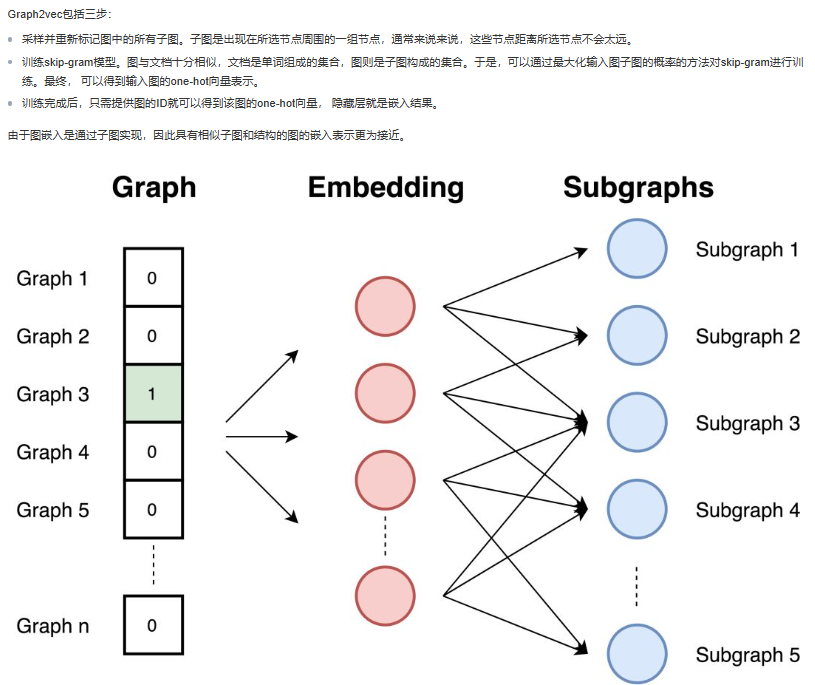 Graph2vec包括三步：
采样并重新标记图中的所有子图。子图是出现在所选节点周围的一组节点，通常来说来说，这些节点距离所选节点不会太远。
训练skip-gram模型。图与文档十分相似，文档是单词组成的集合，图则是子图构成的集合。于是，可以通过最大化输入图子图的概率的方法对skip-gram进行训
练。最终， 可以得到输入图的one-hot向量表示。
训练完成后，只需提供图的ID就可以得到该图的one-hot向量， 隐藏层就是嵌入结果。
由于图嵌入是通过子图实现，因此具有相似子图和结构的图的嵌入表示更为接近。
Graph
Embedding
Subgraphs
Graph 1
0
Graph 2
0
Graph 3
1
Graph 4
0
Graph 5
0
Graph n
0
Subgraph 1
Subgraph 2
Subgraph 3
Subgraph 4
Subgraph 5